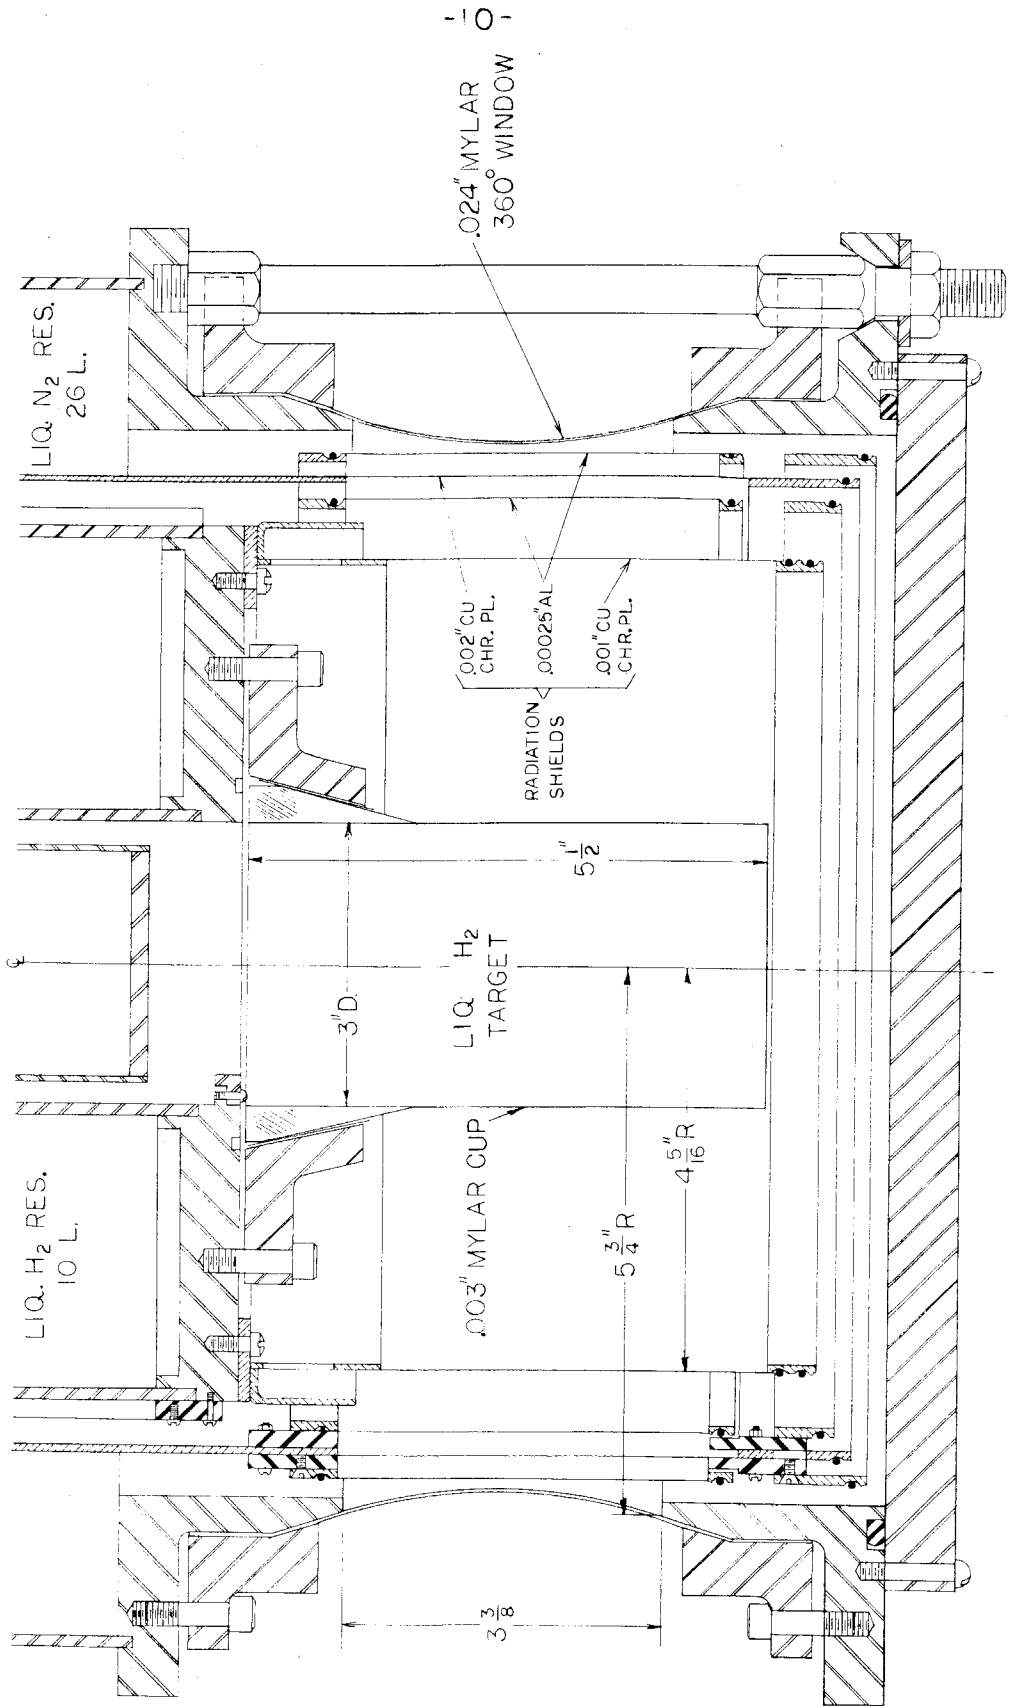 -10-
.024" MYLAR
360° WINDOW
LIQ. N₂ RES.
26 L.
.002" CU
CHR. PL.
.00025" AL
.001" CU
CHR. PL.
RADIATION
SHIELDS
℄
5 1/2"
3" D.
LIQ. H₂
TARGET
LIQ. H₂ RES.
10 L.
.003" MYLAR CUP
4 5/16" R
5 3/4" R
3 3/8